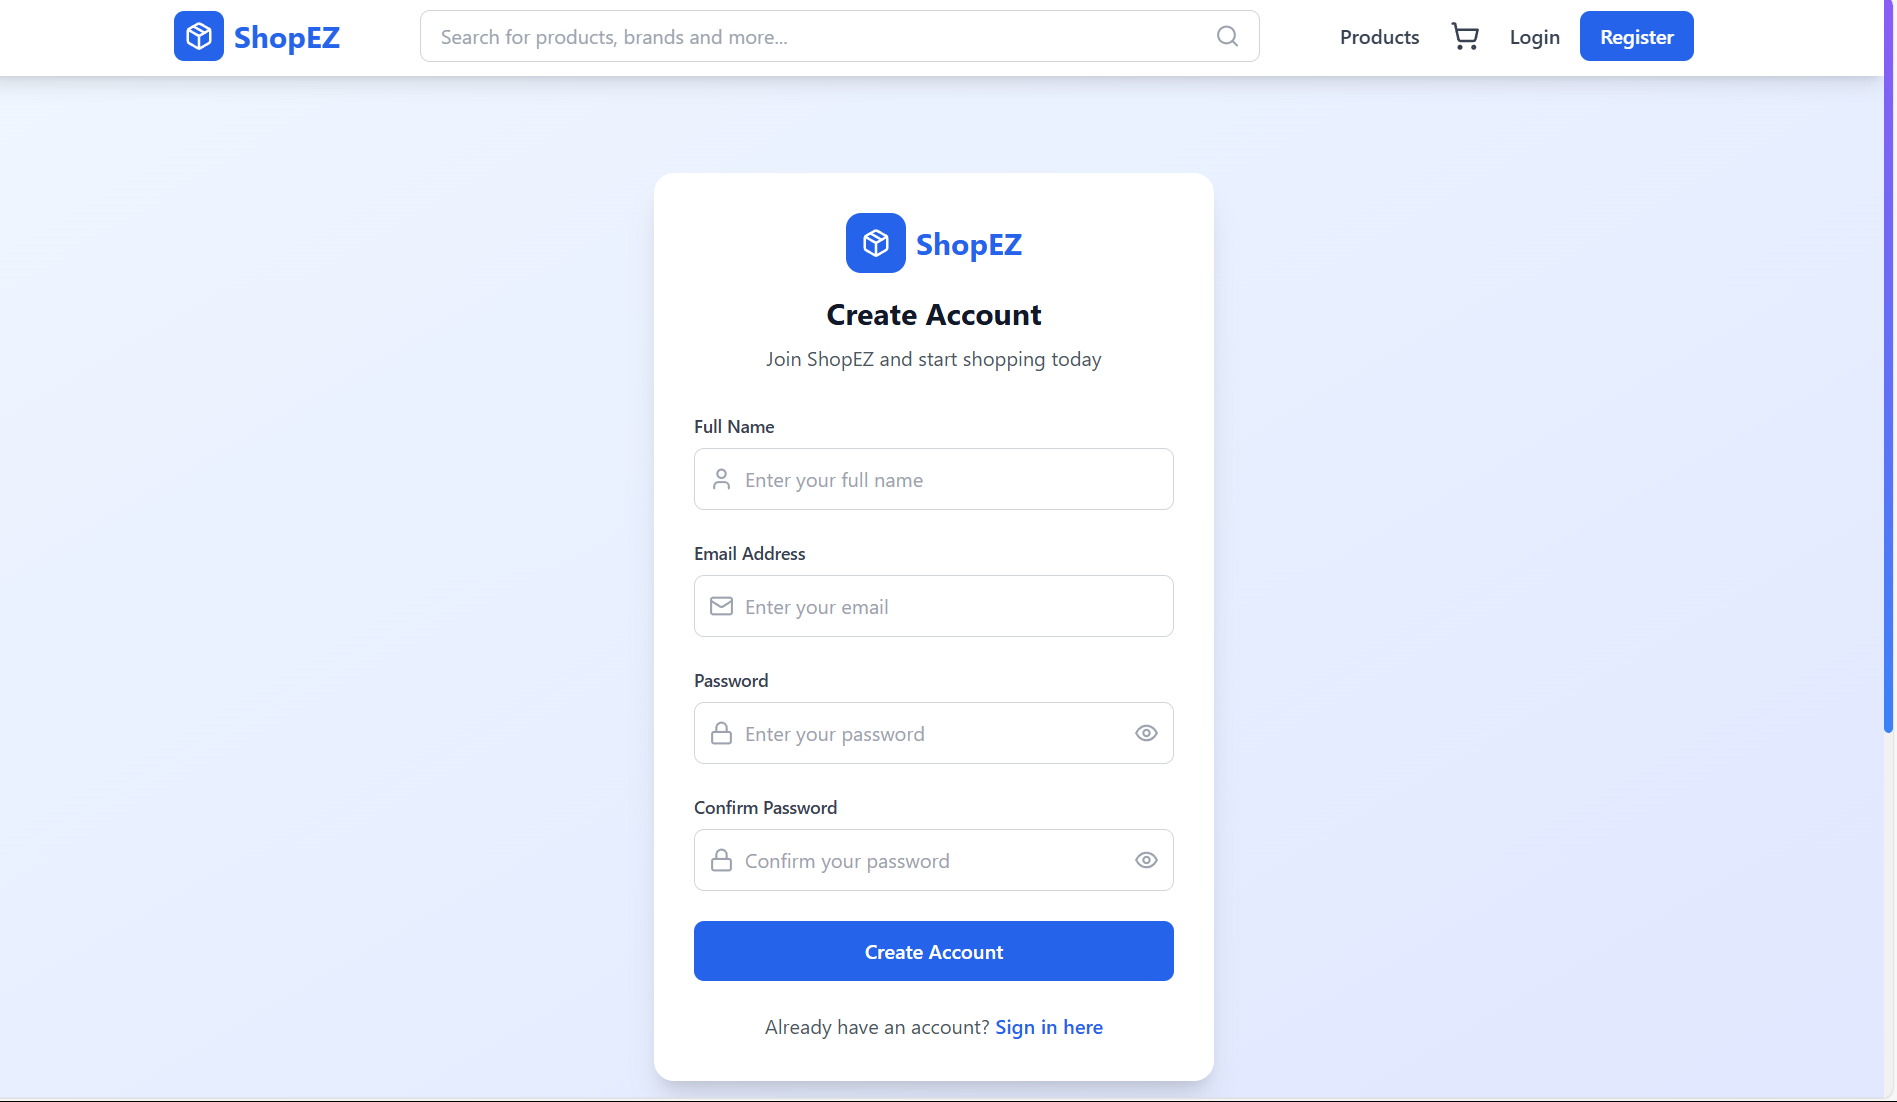 ShopEZ
Search for products, brands and more...
Products
Login
Register
ShopEZ
Create Account
Join ShopEZ and start shopping today
Full Name
Enter your full name
Email Address
Enter your email
Password
Enter your password
Confirm Password
Confirm your password
Create Account
Already have an account? Sign in here